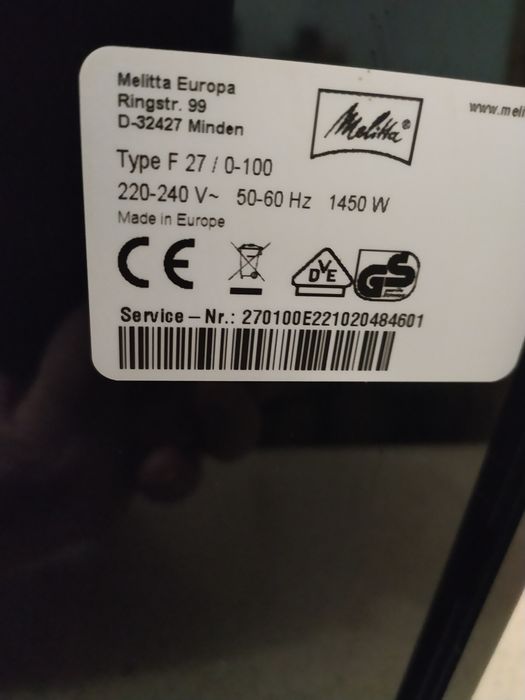 Melitta Europa
Ringstr. 99
D-32427 Minden
Melitta®
Type F 27 / 0-100
220-240 V~ 50-60 Hz 1450 W
Made in Europe
CE
VDE
GS
Service – Nr.: 270100E221020484601